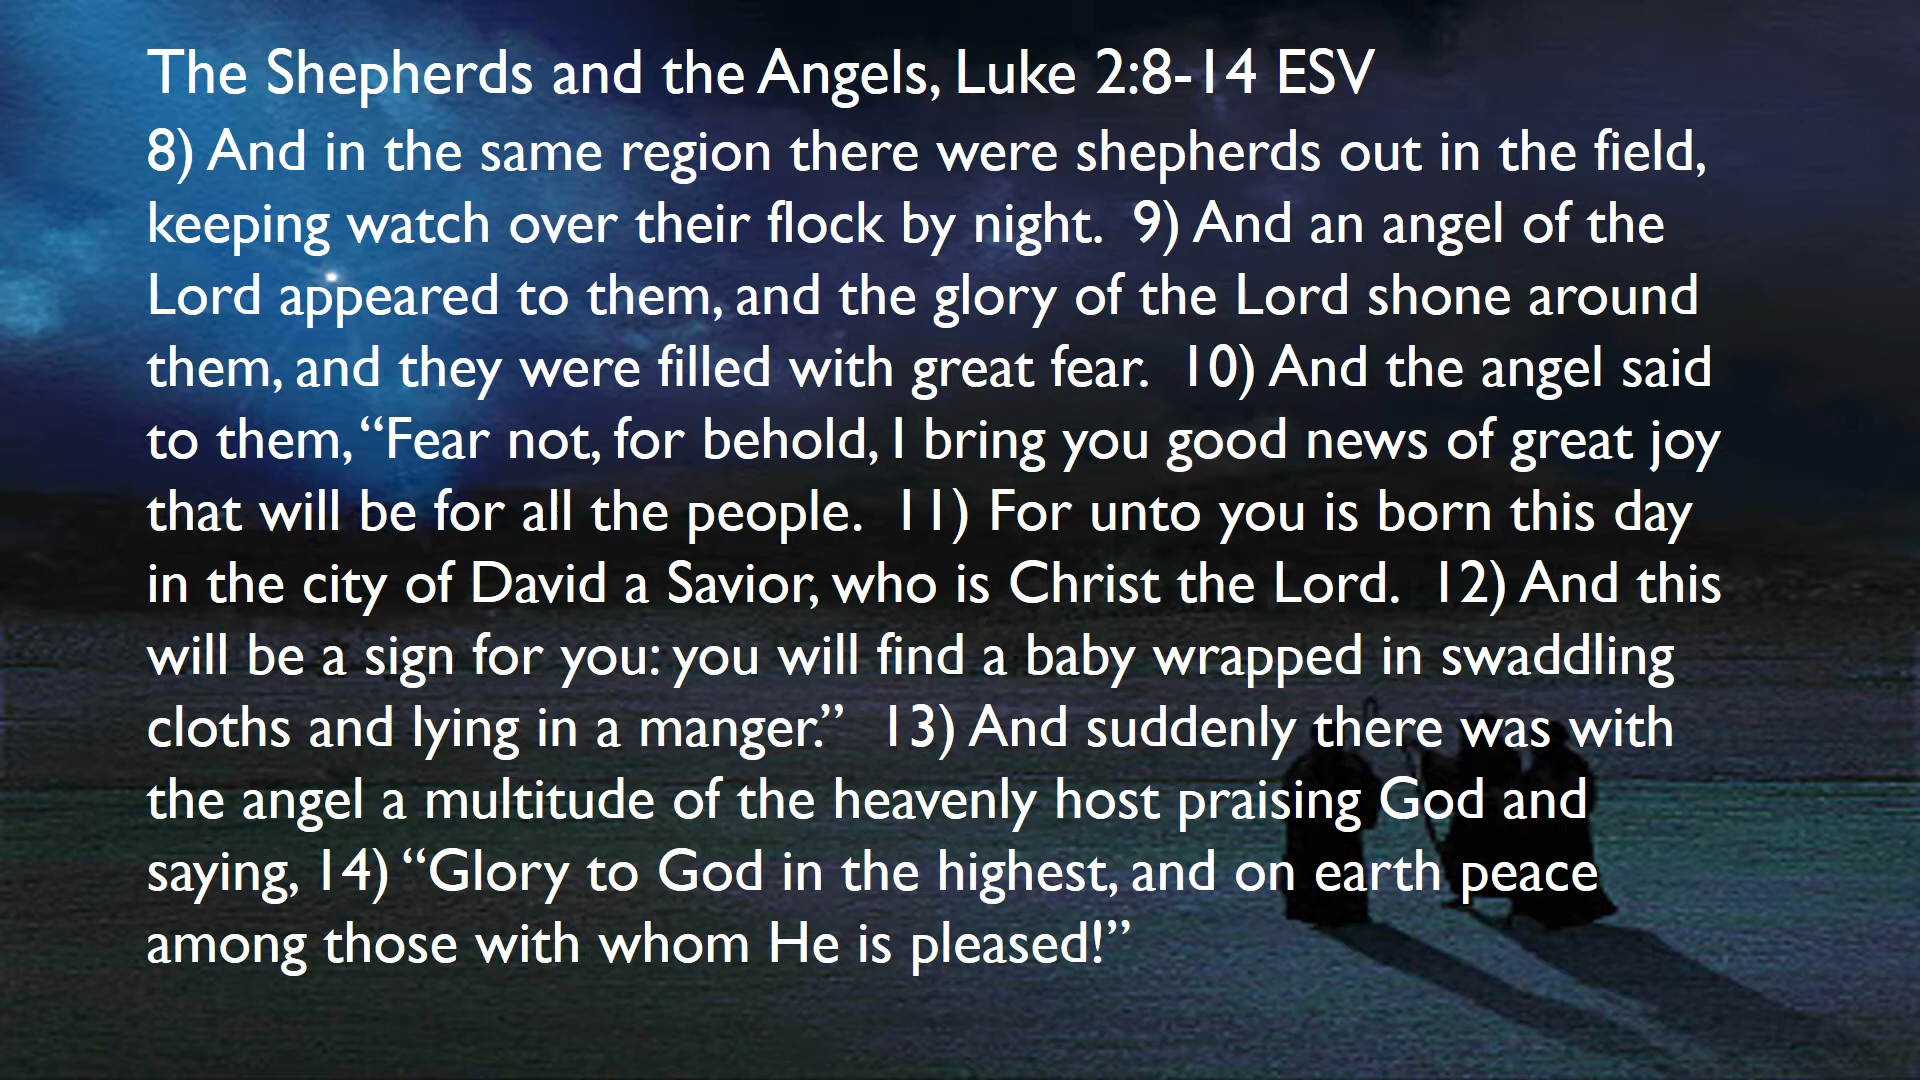 The Shepherds and the Angels, Luke 2:8-14 ESV
8) And in the same region there were shepherds out in the field,
keeping watch over their flock by night.  9) And an angel of the
Lord appeared to them, and the glory of the Lord shone around
them, and they were filled with great fear.  10) And the angel said
to them, “Fear not, for behold, I bring you good news of great joy
that will be for all the people.  11) For unto you is born this day
in the city of David a Savior, who is Christ the Lord.  12) And this
will be a sign for you: you will find a baby wrapped in swaddling
cloths and lying in a manger.”  13) And suddenly there was with
the angel a multitude of the heavenly host praising God and
saying, 14) “Glory to God in the highest, and on earth peace
among those with whom He is pleased!”